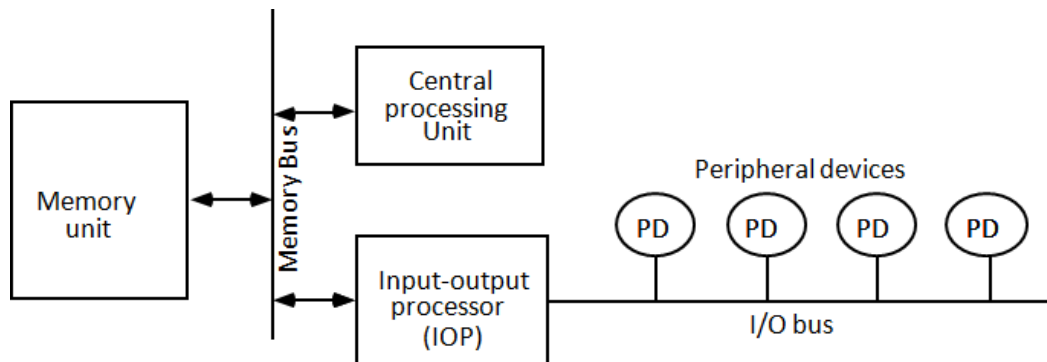 Memory
unit
Memory Bus
Central
processing
Unit
Input-output
processor
(IOP)
Peripheral devices
PD
PD
PD
PD
I/O bus